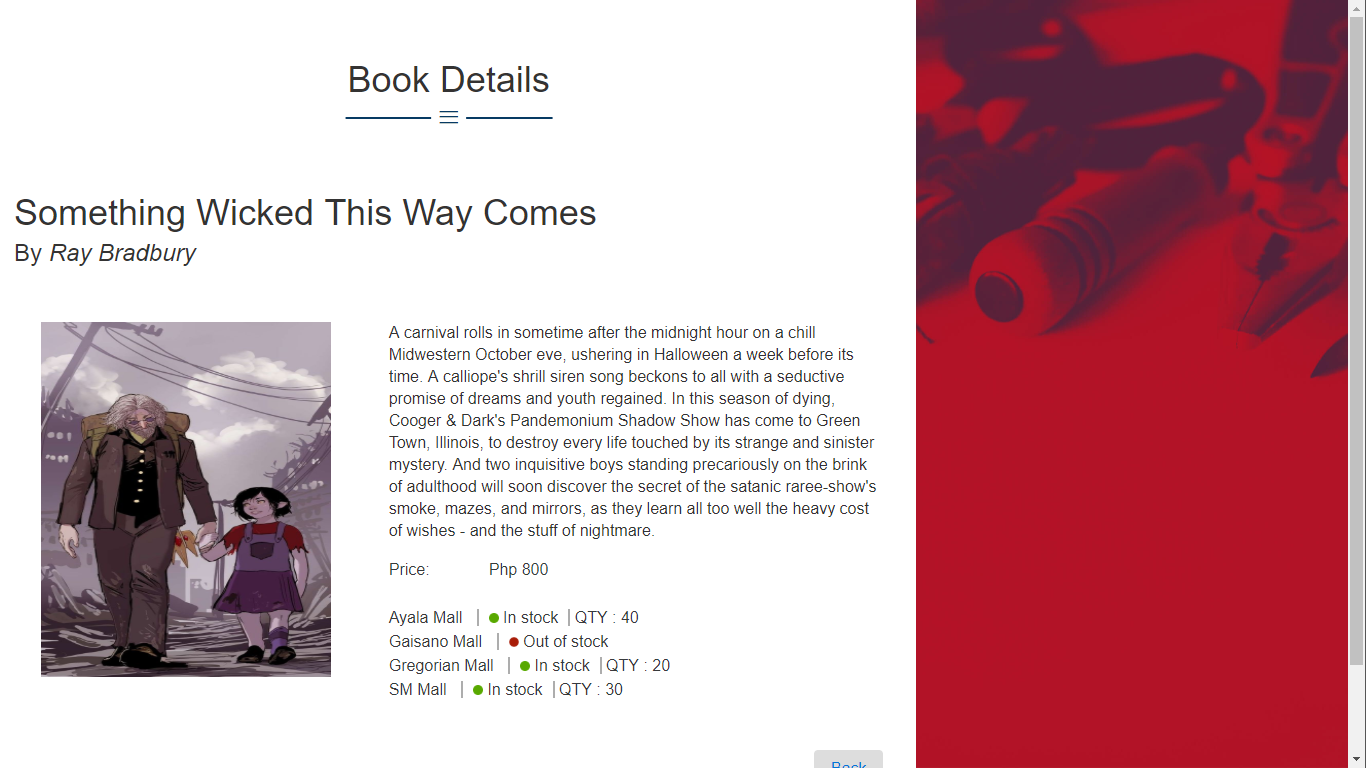 Book Details
Something Wicked This Way Comes
By Ray Bradbury
A carnival rolls in sometime after the midnight hour on a chill
Midwestern October eve, ushering in Halloween a week before its
time. A calliope's shrill siren song beckons to all with a seductive
promise of dreams and youth regained. In this season of dying,
Cooger & Dark's Pandemonium Shadow Show has come to Green
Town, Illinois, to destroy every life touched by its strange and sinister
mystery. And two inquisitive boys standing precariously on the brink
of adulthood will soon discover the secret of the satanic raree-show's
smoke, mazes, and mirrors, as they learn all too well the heavy cost
of wishes - and the stuff of nightmare.
Price: Php 800
Ayala Mall | In stock | QTY : 40
Gaisano Mall | Out of stock
Gregorian Mall | In stock | QTY : 20
SM Mall | In stock | QTY : 30
Back